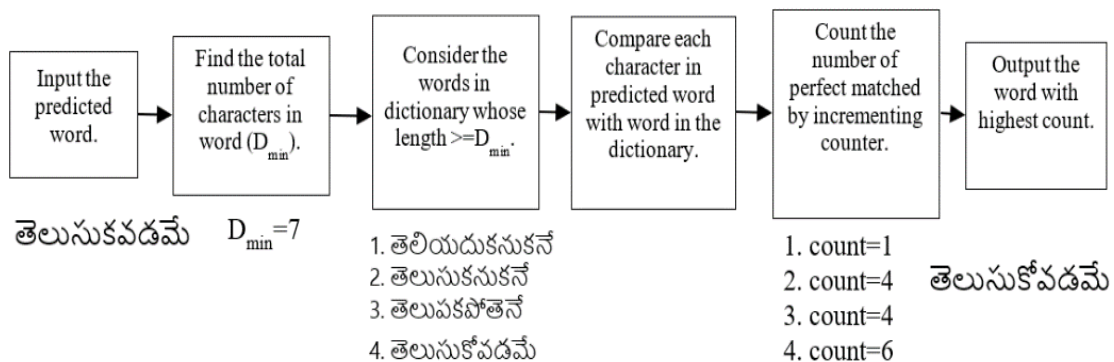 Input the
predicted
word.
Find the total
number of
characters in
word (Dmin).
Consider the
words in
dictionary whose
length >=Dmin.
Compare each
character in
predicted word
with word in the
dictionary.
Count the
number of
perfect matched
by incrementing
counter.
Output the
word with
highest count.
తెలుసుకవడమే
Dmin=7
1. తెలియదుకనుకనే
2. తెలుసుకనుకనే
3. తెలుపకపోతెనే
4. తెలుసుకోవడమే
1. count=1
2. count=4
3. count=4
4. count=6
తెలుసుకోవడమే